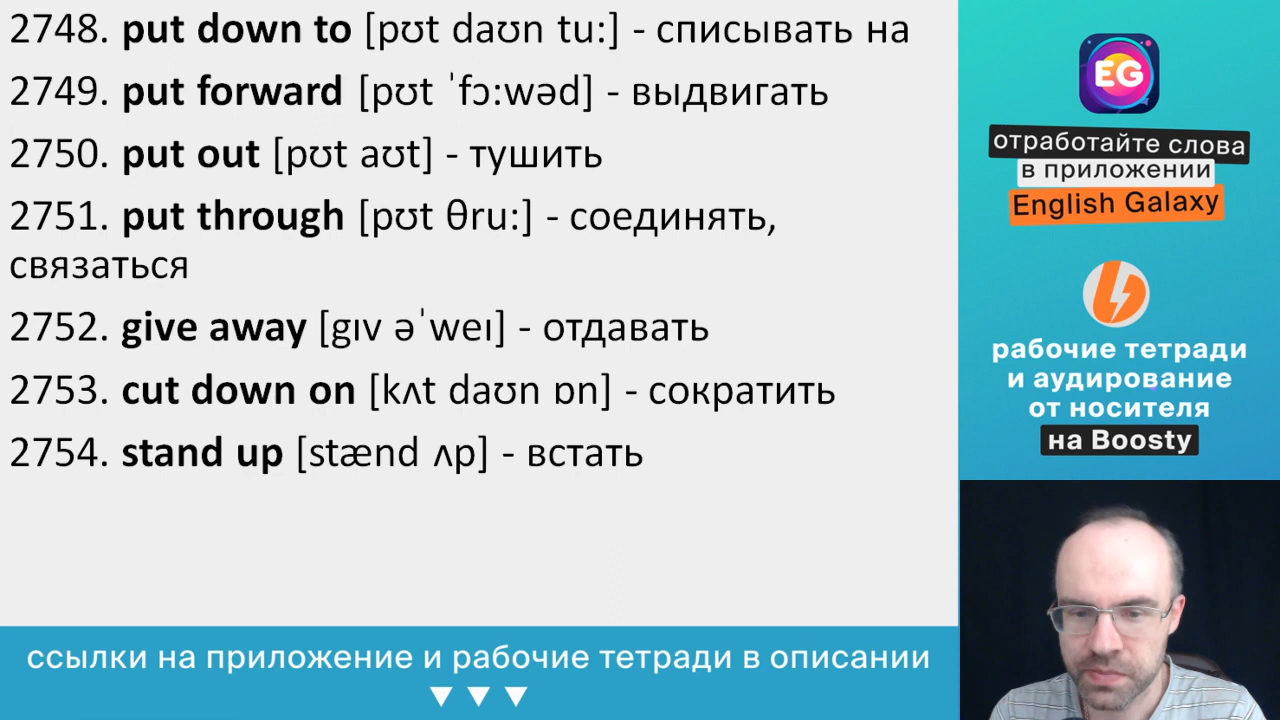 2748. put down to [pʊt daʊn tu:] - списывать на
2749. put forward [pʊt ˈfɔ:wəd] - выдвигать
2750. put out [pʊt aʊt] - тушить
2751. put through [pʊt θru:] - соединять,
связаться
2752. give away [gɪv əˈweɪ] - отдавать
2753. cut down on [kʌt daʊn ɒn] - сократить
2754. stand up [stænd ʌp] - встать
EG
отработайте слова
в приложении
English Galaxy
рабочие тетради
и аудирование
от носителя
на Boosty
ссылки на приложение и рабочие тетради в описании